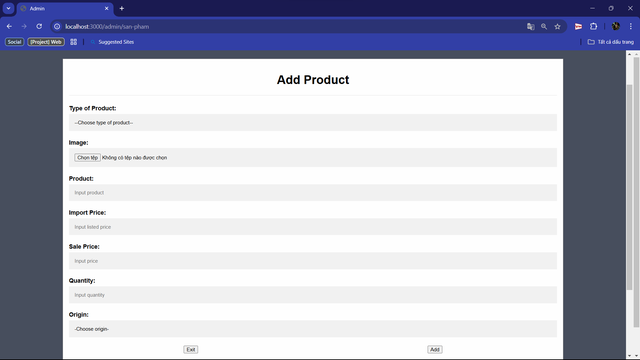 Admin
localhost:3000/admin/san-pham
Social
[Project] Web
Suggested Sites
Tất cả dấu trang
Add Product
Type of Product:
--Choose type of product--
Image:
Chọn tệp Không có tệp nào được chọn
Product:
Input product
Import Price:
Input listed price
Sale Price:
Input price
Quantity:
Input quantity
Origin:
-Choose origin-
Exit
Add